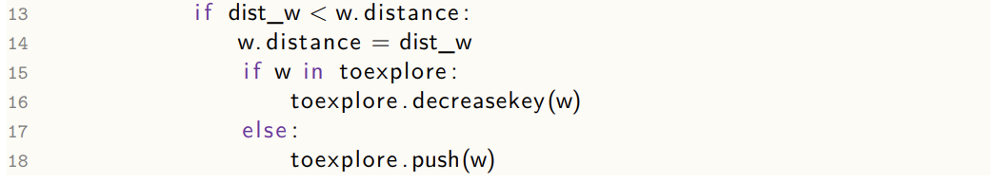 13 if dist_w < w.distance:
14 w.distance = dist_w
15 if w in toexplore:
16 toexplore.decreasekey(w)
17 else:
18 toexplore.push(w)